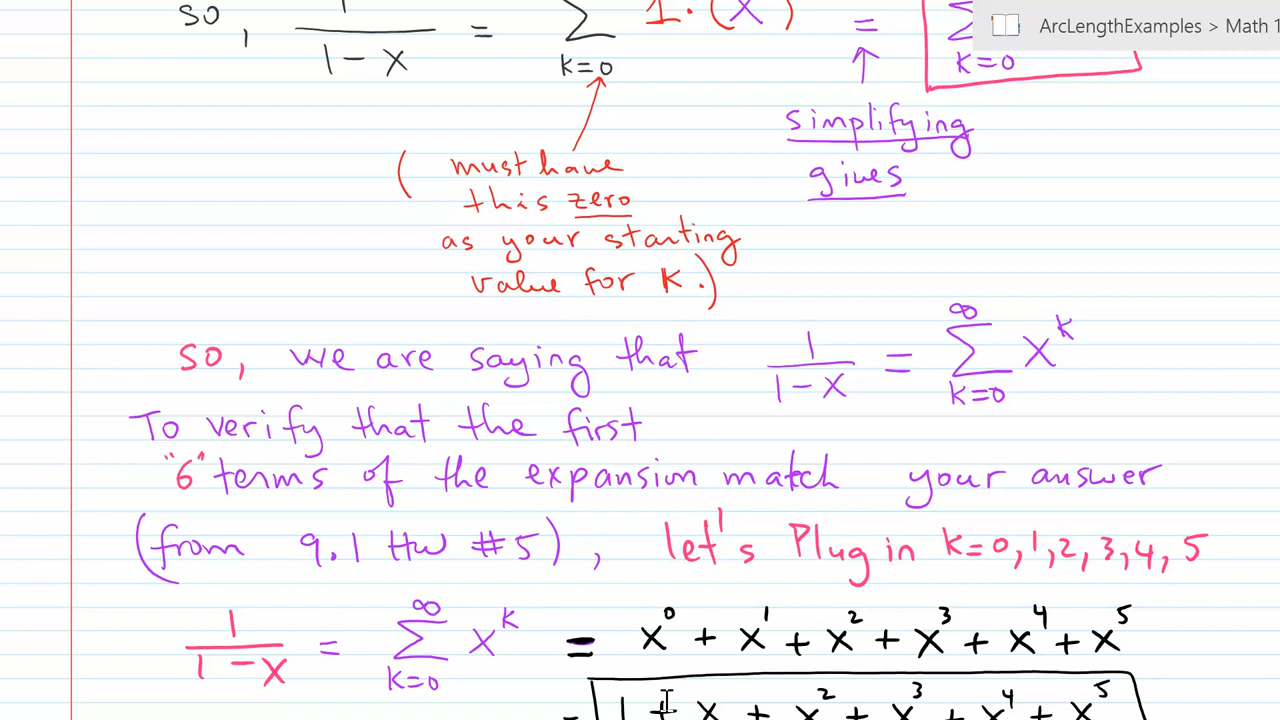 so, 1/(1-x) = ∑ k=0 1·(x) = ∑ k=0
ArcLengthExamples > Math 1
simplifying
gives
( must have
this zero
as your starting
value for K.)
so, we are saying that 1/(1-x) = ∑ k=0 ∞ x^k
To verify that the first
"6" terms of the expansion match your answer
(from 9.1 HW #5), let's Plug in k=0,1,2,3,4,5
1/(1-x) = ∑ k=0 ∞ x^k = x^0 + x^1 + x^2 + x^3 + x^4 + x^5
= 1 + x + x^2 + x^3 + x^4 + x^5